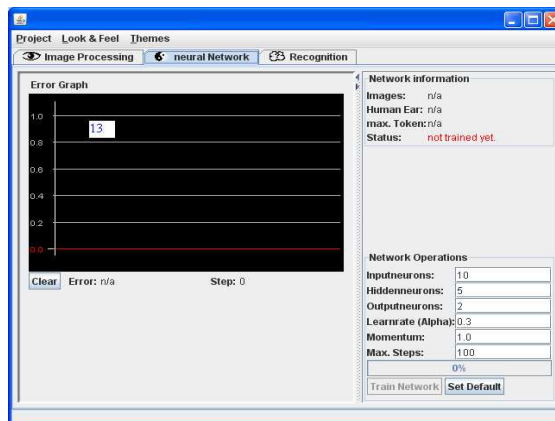 Project Look & Feel Themes
Image Processing neural Network Recognition
Error Graph
1.0
13
0.8
0.6
0.4
0.2
0.0
Clear Error: n/a Step: 0
Network information
Images: n/a
Human Ear: n/a
max. Token: n/a
Status: not trained yet.
Network Operations
Inputneurons: 10
Hiddenneurons: 5
Outputneurons: 2
Learnrate (Alpha): 0.3
Momentum: 1.0
Max. Steps: 100
0%
Train Network Set Default